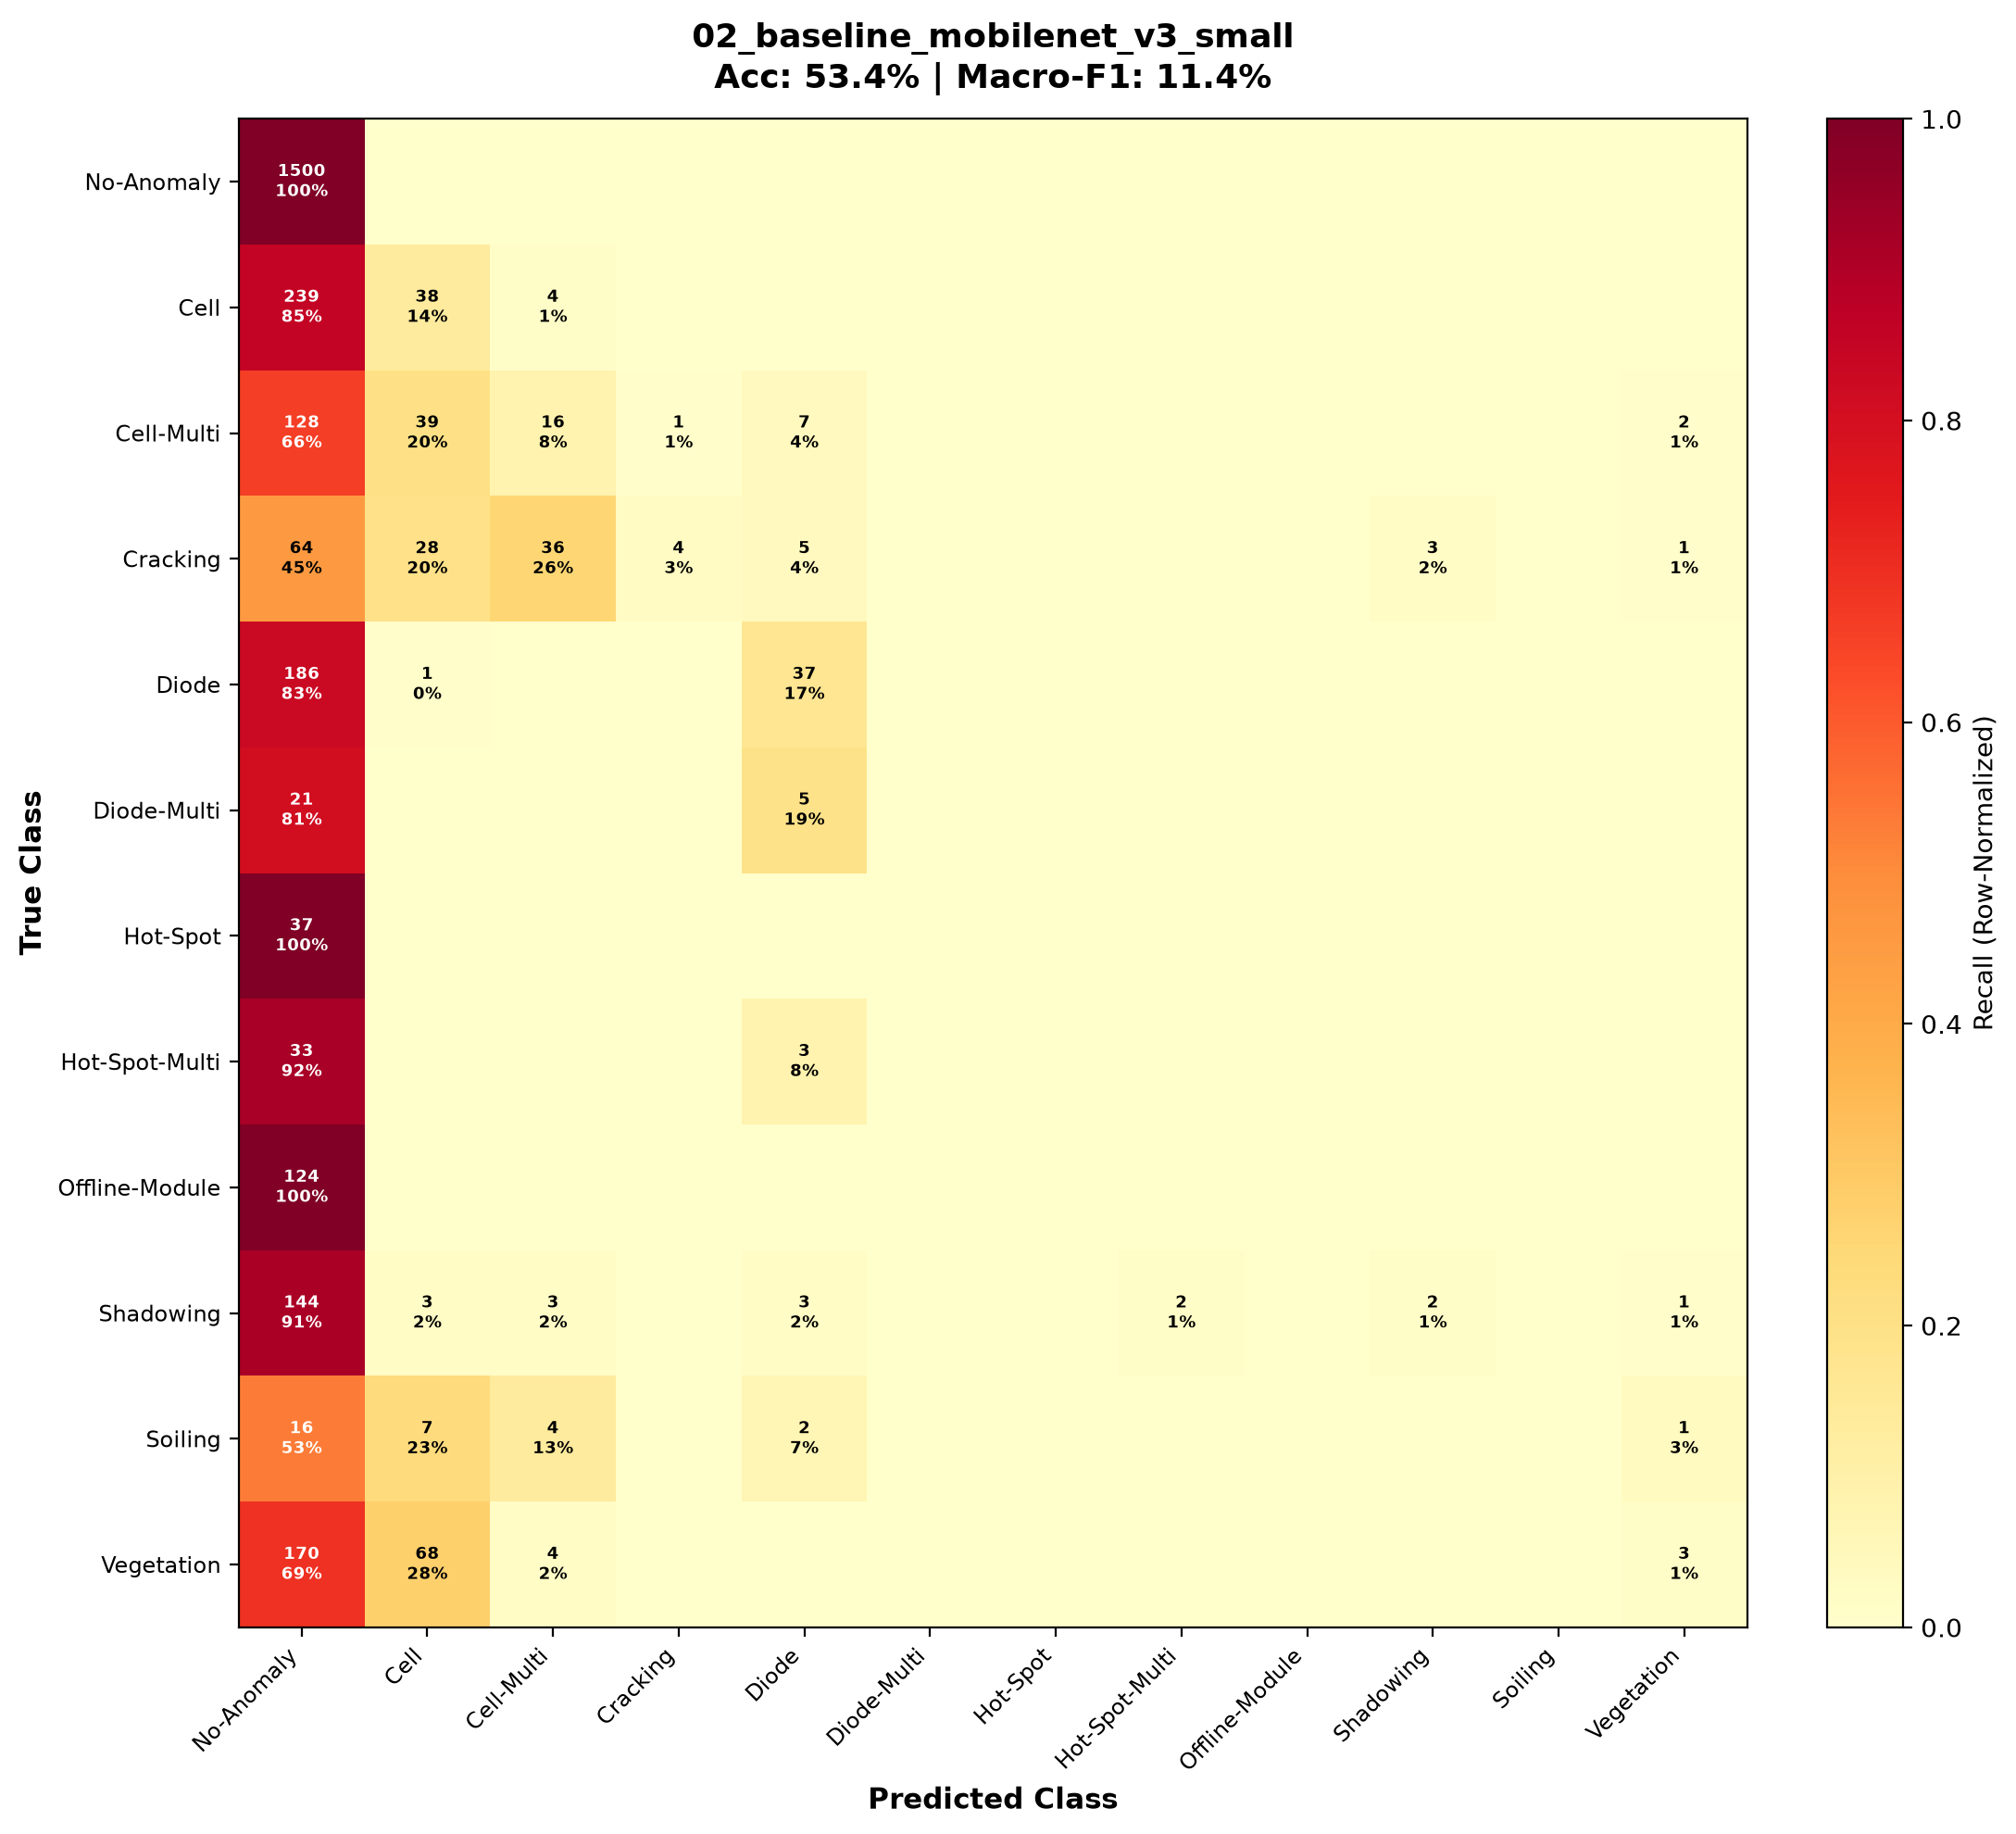 02_baseline_mobilenet_v3_small
Acc: 53.4% | Macro-F1: 11.4%
True Class
No-Anomaly
1500
100%
Cell
239 38 4
85% 14% 1%
Cell-Multi
128 39 16 1 7 2
66% 20% 8% 1% 4% 1%
Cracking
64 28 36 4 5 3 1
45% 20% 26% 3% 4% 2% 1%
Diode
186 1 37
83% 0% 17%
Diode-Multi
21 5
81% 19%
Hot-Spot
37
100%
Hot-Spot-Multi
33 3
92% 8%
Offline-Module
124
100%
Shadowing
144 3 3 3 2 2 1
91% 2% 2% 2% 1% 1% 1%
Soiling
16 7 4 2 1
53% 23% 13% 7% 3%
Vegetation
170 68 4 3
69% 28% 2% 1%
No-Anomaly
Cell
Cell-Multi
Cracking
Diode
Diode-Multi
Hot-Spot
Hot-Spot-Multi
Offline-Module
Shadowing
Soiling
Vegetation
Predicted Class
1.0
0.8
0.6
0.4
0.2
0.0
Recall (Row-Normalized)